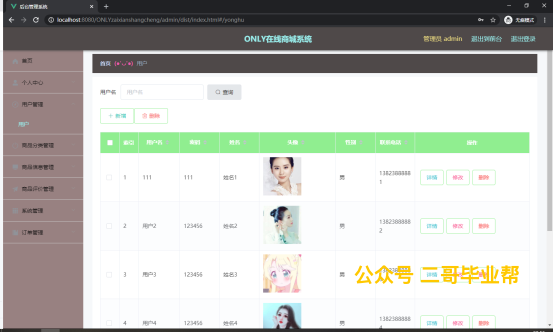 后台管理系统
localhost:8080/ONLYzaixianshangcheng/admin/dist/index.html#/yonghu
无痕模式
ONLY在线商城系统
管理员 admin 退出到前台 退出登录
首页
个人中心
用户管理
用户
商品分类管理
商品信息管理
商品评价管理
系统管理
订单管理
首页 (●'◡'●) 用户
用户名 用户名 查询
+ 新增 删除
索引 用户名 密码 姓名 头像 性别 联系电话 操作
1 111 111 姓名1 男 13823888881 详情 修改 删除
2 用户2 123456 姓名2 男 13823888882 详情 修改 删除
3 用户3 123456 姓名3 男
公众号 二哥毕业帮
4 用户4 123456 姓名4 男 13823888884 详情 修改 删除